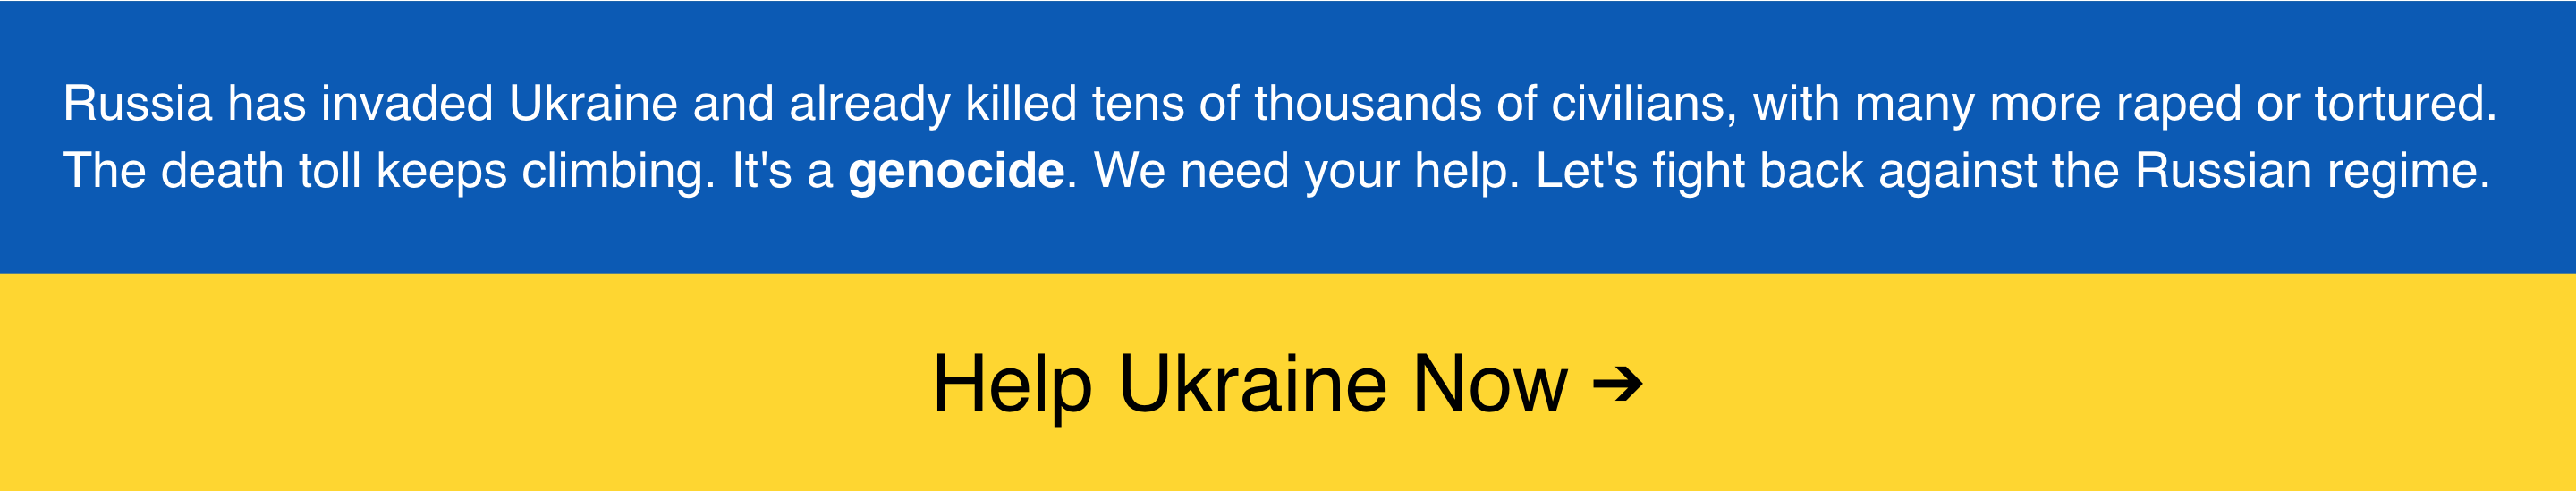 Russia has invaded Ukraine and already killed tens of thousands of civilians, with many more raped or tortured.
The death toll keeps climbing. It's a genocide. We need your help. Let's fight back against the Russian regime.
Help Ukraine Now ➔